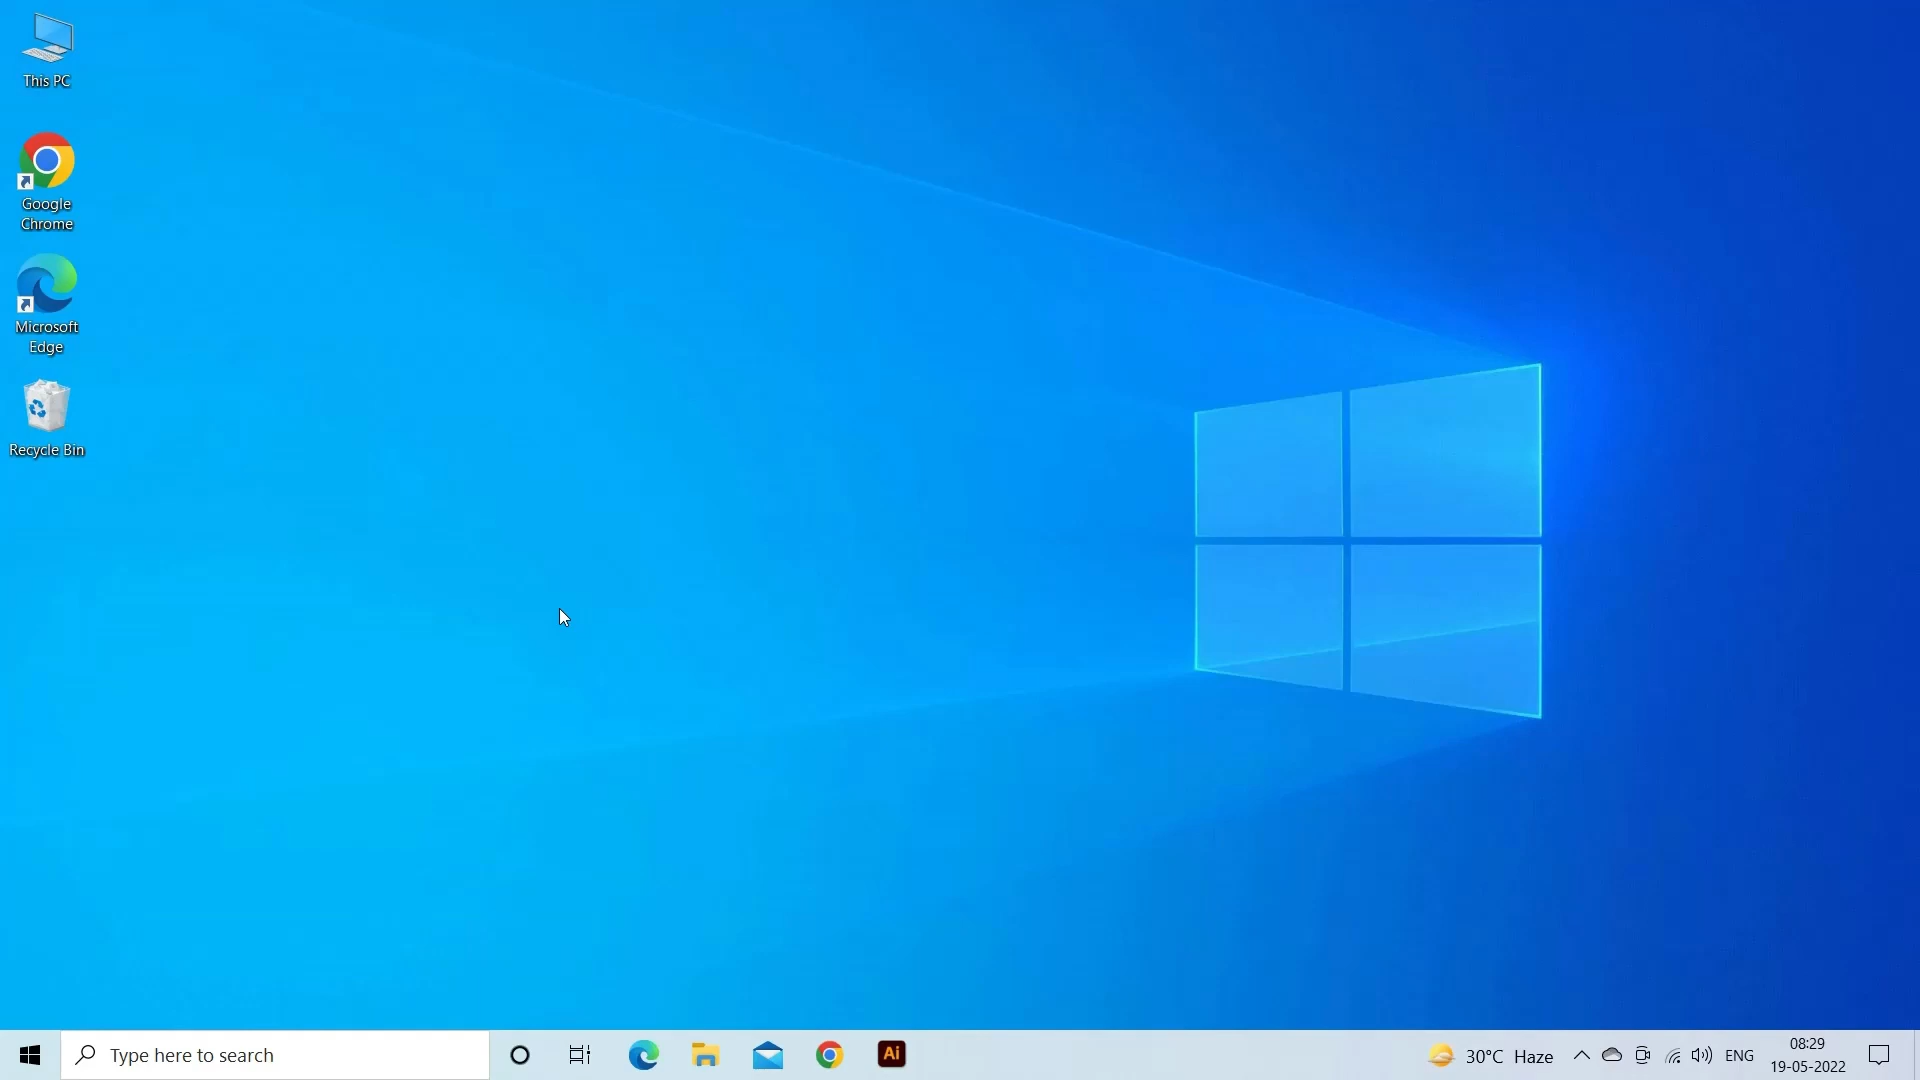 This PC
Google
Chrome
Microsoft
Edge
Recycle Bin
Type here to search
Ai
30°C Haze
ENG
08:29
19-05-2022